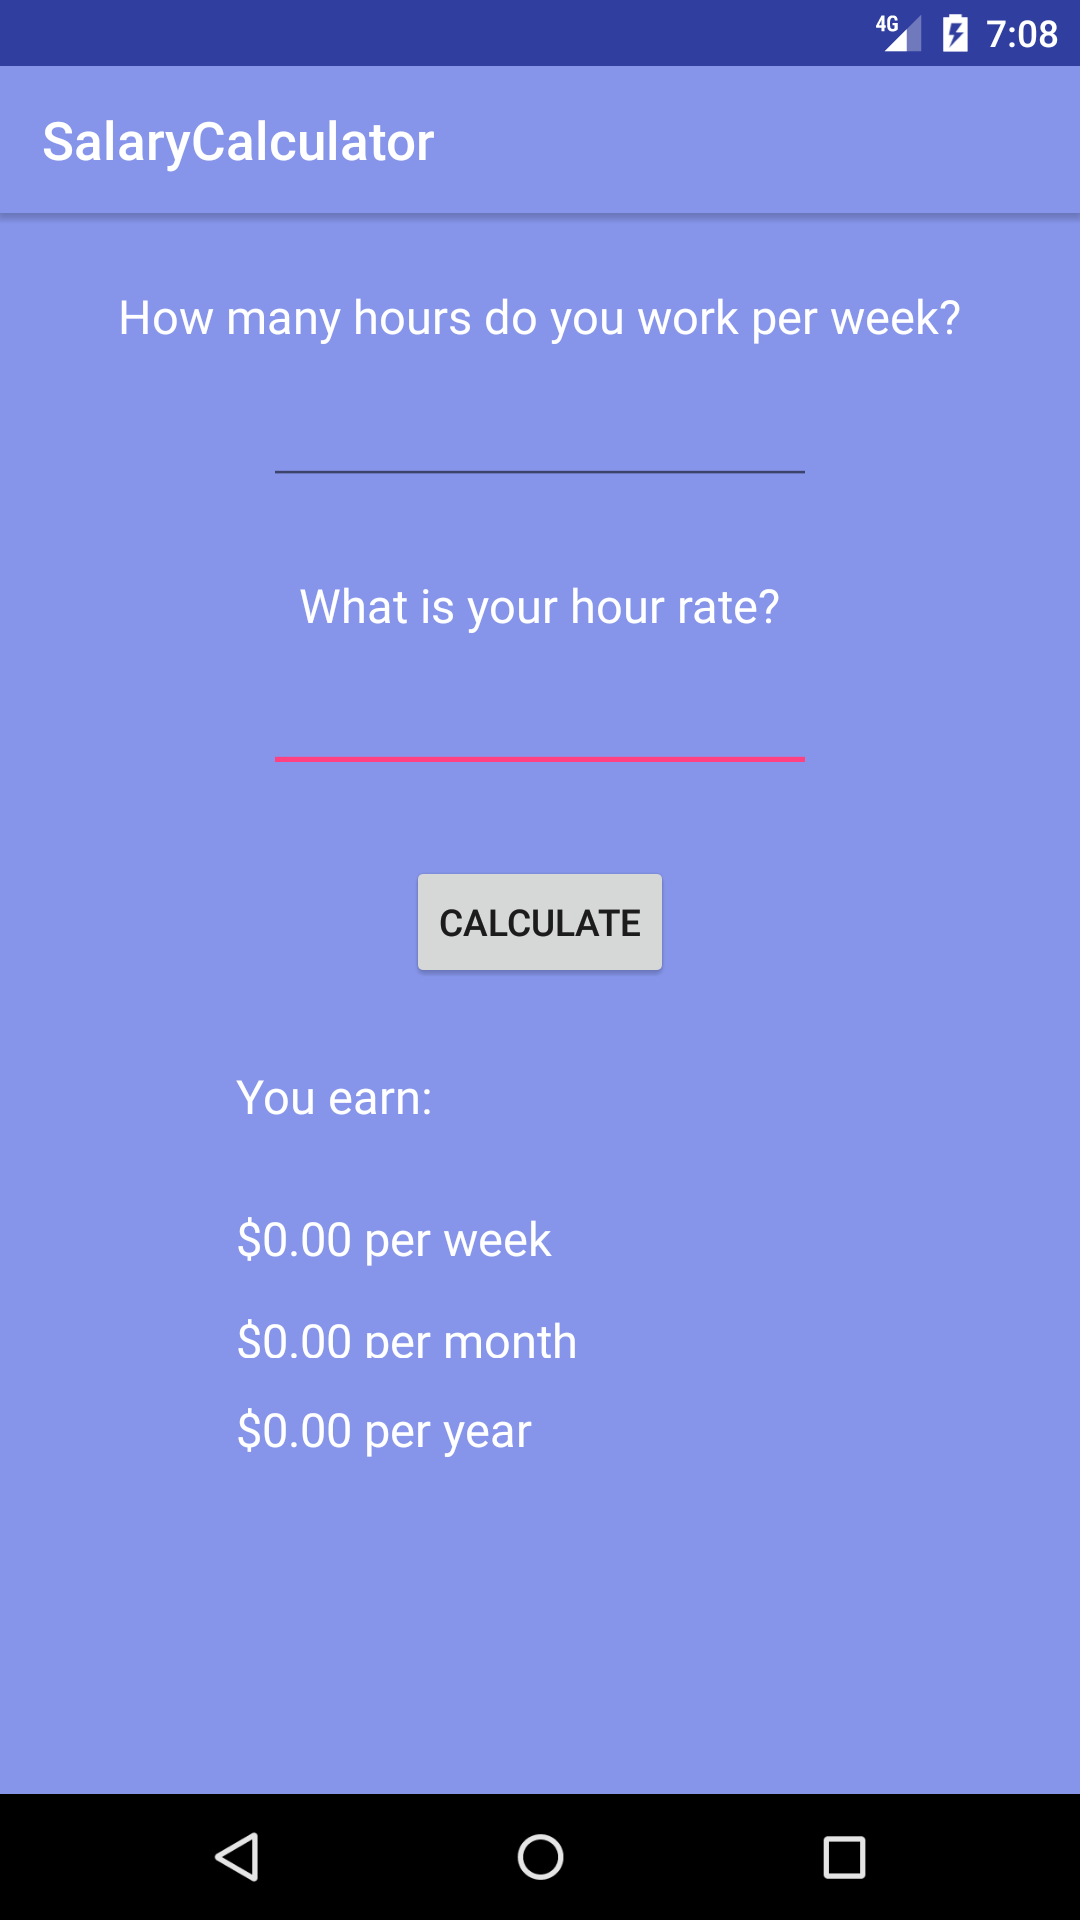 4G 7:08
SalaryCalculator
How many hours do you work per week?
What is your hour rate?
CALCULATE
You earn:
$0.00 per week
$0.00 per month
$0.00 per year